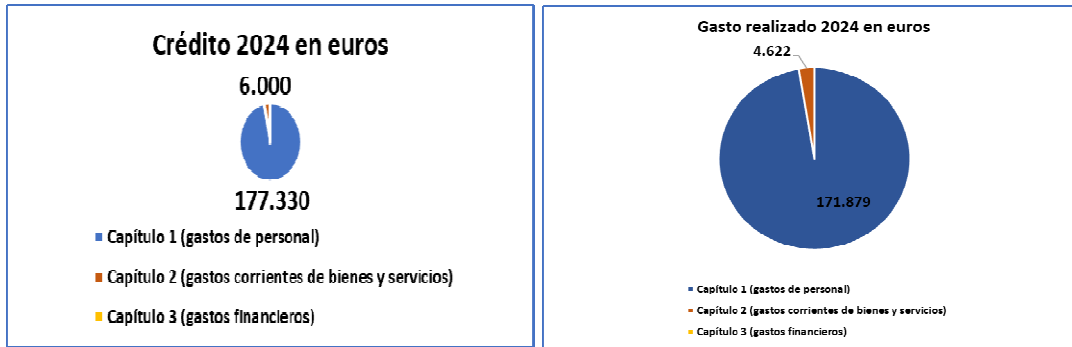 Crédito 2024 en euros
6.000
177.330
Capítulo 1 (gastos de personal)
Capítulo 2 (gastos corrientes de bienes y servicios)
Capítulo 3 (gastos financieros)
Gasto realizado 2024 en euros
4.622
171.879
Capítulo 1 (gastos de personal)
Capítulo 2 (gastos corrientes de bienes y servicios)
Capítulo 3 (gastos financieros)